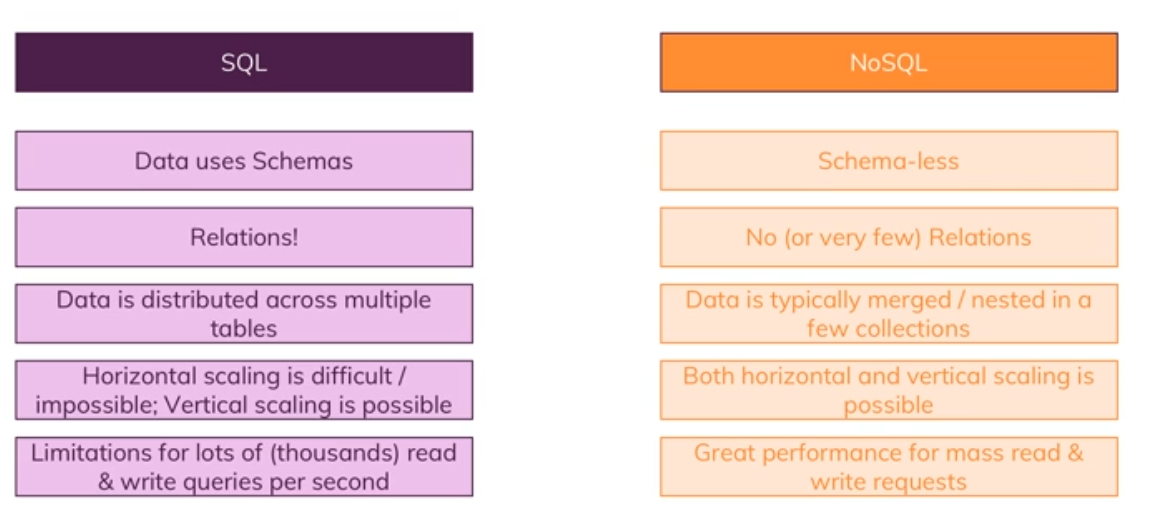 SQL
NoSQL
Data uses Schemas
Schema-less
Relations!
No (or very few) Relations
Data is distributed across multiple
tables
Data is typically merged / nested in a
few collections
Horizontal scaling is difficult /
impossible; Vertical scaling is possible
Both horizontal and vertical scaling is
possible
Limitations for lots of (thousands) read
& write queries per second
Great performance for mass read &
write requests